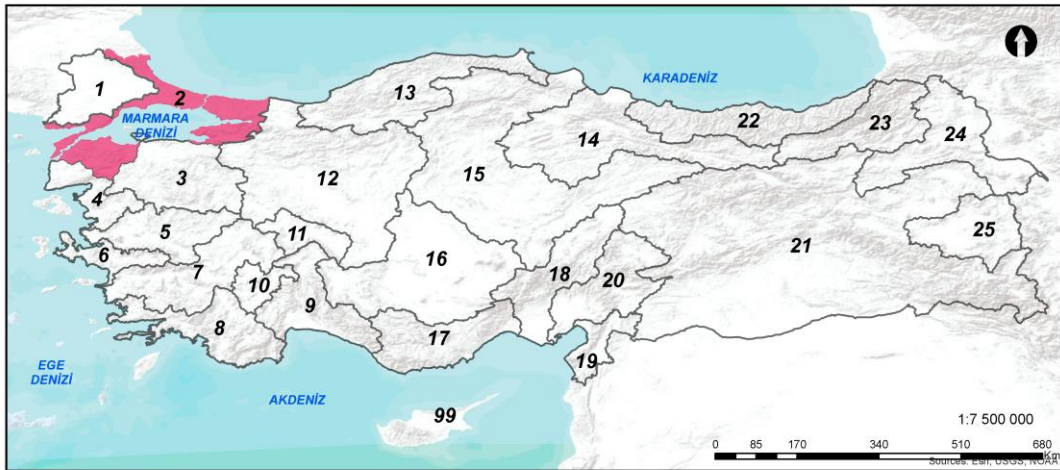 KARADENİZ
1
2
MARMARA
DENİZİ
13
22
23
14
24
3
12
15
4
5
11
6
7
16
21
25
10
18
20
9
8
17
19
EGE
DENİZİ
AKDENİZ
99
1:7 500 000
0 85 170 340 510 680
Km
Sources: Esri, USGS, NOAA